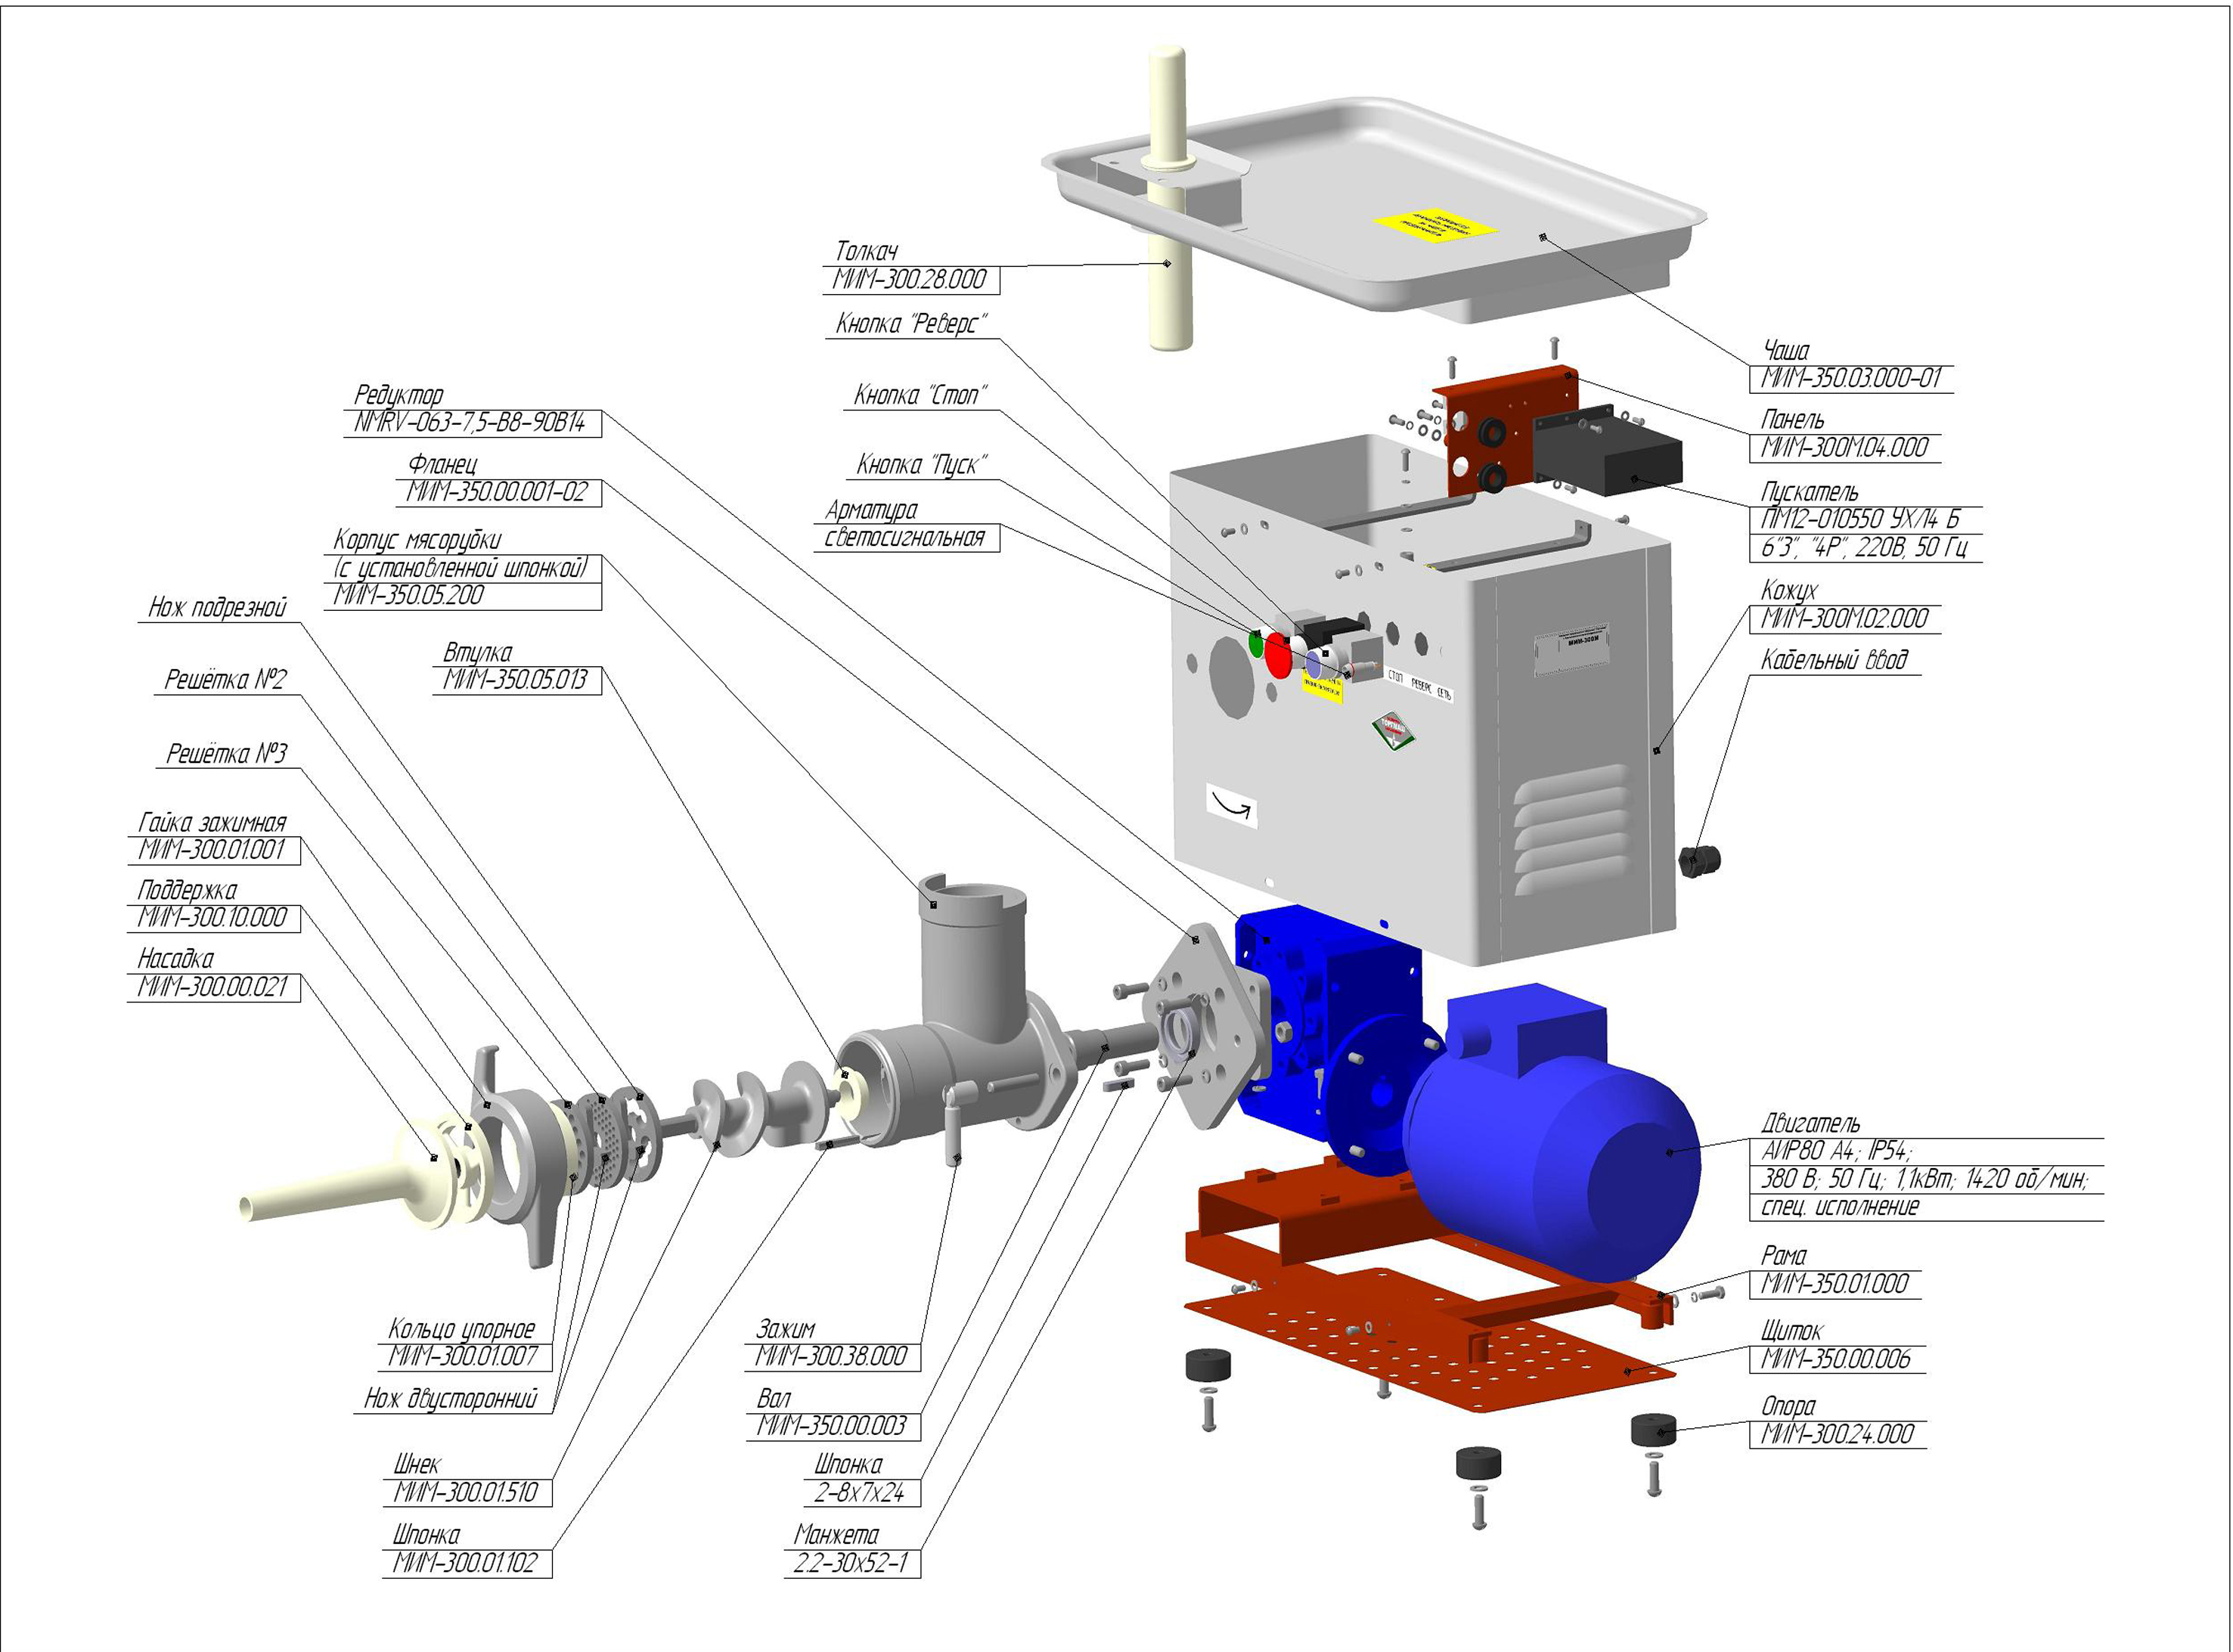 Толкач
МИМ-300.28.000
Кнопка "Реверс"
Кнопка "Стоп"
Кнопка "Пуск"
Арматура
светосигнальная
Редуктор
NMRV-063-7,5-B8-90B14
Фланец
МИМ-350.00.001-02
Корпус мясорубки
(с установленной шпонкой)
МИМ-350.05.200
Втулка
МИМ-350.05.013
Нож подрезной
Решётка №2
Решётка №3
Гайка зажимная
МИМ-300.01.001
Поддержка
МИМ-300.10.000
Насадка
МИМ-300.00.021
Кольцо упорное
МИМ-300.01.007
Нож двусторонний
Шнек
МИМ-300.01.510
Шпонка
МИМ-300.01.102
Зажим
МИМ-300.38.000
Вал
МИМ-350.00.003
Шпонка
2-8х7х24
Манжета
2.2-30х52-1
СТОП РЕВЕРС СЕТЬ
МИМ-300М
Чаша
МИМ-350.03.000-01
Панель
МИМ-300М.04.000
Пускатель
ПМ12-010550 УХЛ4 Б
6"З", "4Р", 220В, 50 Гц
Кожух
МИМ-300М.02.000
Кабельный ввод
Двигатель
АИР80 А4; IP54;
380 В; 50 Гц; 1,1кВт; 1420 об/мин;
спец. исполнение
Рама
МИМ-350.01.000
Щиток
МИМ-350.00.006
Опора
МИМ-300.24.000